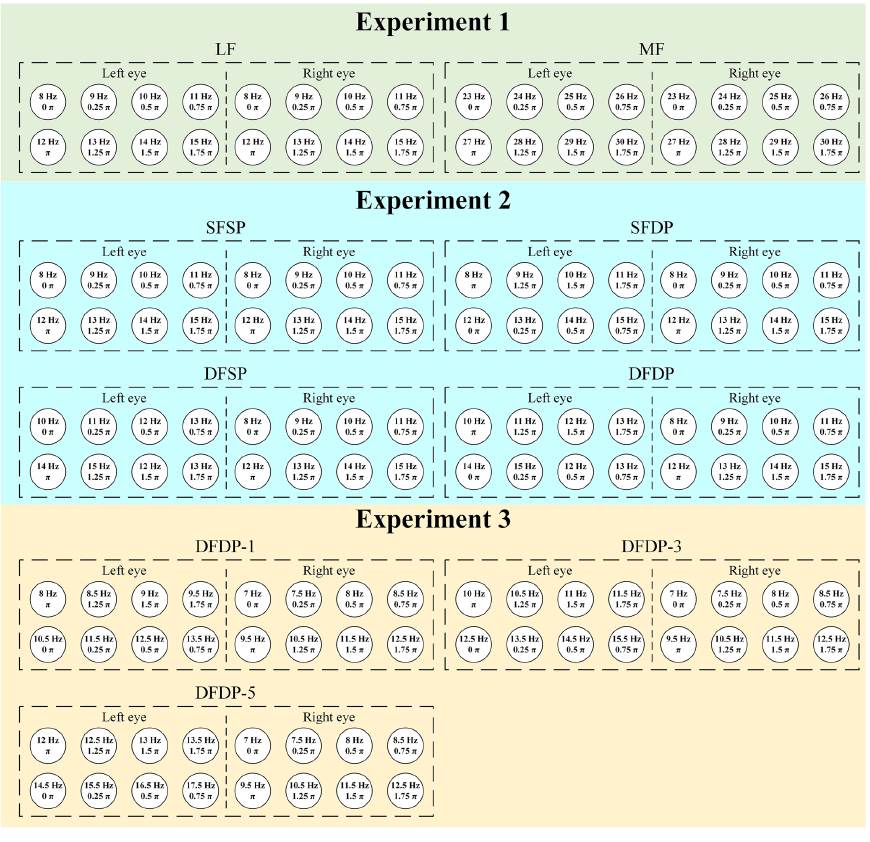 Experiment 1
LF MF
Left eye Right eye Left eye Right eye
8 Hz 9 Hz 10 Hz 11 Hz 8 Hz 9 Hz 10 Hz 11 Hz 23 Hz 24 Hz 25 Hz 26 Hz 23 Hz 24 Hz 25 Hz 26 Hz
0 π 0.25 π 0.5 π 0.75 π 0 π 0.25 π 0.5 π 0.75 π 0 π 0.25 π 0.5 π 0.75 π 0 π 0.25 π 0.5 π 0.75 π
12 Hz 13 Hz 14 Hz 15 Hz 12 Hz 13 Hz 14 Hz 15 Hz 27 Hz 28 Hz 29 Hz 30 Hz 27 Hz 28 Hz 29 Hz 30 Hz
π 1.25 π 1.5 π 1.75 π π 1.25 π 1.5 π 1.75 π π 1.25 π 1.5 π 1.75 π π 1.25 π 1.5 π 1.75 π
Experiment 2
SFSP SFDP
Left eye Right eye Left eye Right eye
8 Hz 9 Hz 10 Hz 11 Hz 8 Hz 9 Hz 10 Hz 11 Hz 8 Hz 9 Hz 10 Hz 11 Hz 8 Hz 9 Hz 10 Hz 11 Hz
0 π 0.25 π 0.5 π 0.75 π 0 π 0.25 π 0.5 π 0.75 π π 1.25 π 1.5 π 1.75 π 0 π 0.25 π 0.5 π 0.75 π
12 Hz 13 Hz 14 Hz 15 Hz 12 Hz 13 Hz 14 Hz 15 Hz 12 Hz 13 Hz 14 Hz 15 Hz 12 Hz 13 Hz 14 Hz 15 Hz
π 1.25 π 1.5 π 1.75 π π 1.25 π 1.5 π 1.75 π 0 π 0.25 π 0.5 π 0.75 π π 1.25 π 1.5 π 1.75 π
DFSP DFDP
Left eye Right eye Left eye Right eye
10 Hz 11 Hz 12 Hz 13 Hz 8 Hz 9 Hz 10 Hz 11 Hz 10 Hz 11 Hz 12 Hz 13 Hz 8 Hz 9 Hz 10 Hz 11 Hz
0 π 0.25 π 0.5 π 0.75 π 0 π 0.25 π 0.5 π 0.75 π π 1.25 π 1.5 π 1.75 π 0 π 0.25 π 0.5 π 0.75 π
14 Hz 15 Hz 12 Hz 13 Hz 12 Hz 13 Hz 14 Hz 15 Hz 14 Hz 15 Hz 12 Hz 13 Hz 12 Hz 13 Hz 14 Hz 15 Hz
π 1.25 π 1.5 π 1.75 π π 1.25 π 1.5 π 1.75 π 0 π 0.25 π 0.5 π 0.75 π π 1.25 π 1.5 π 1.75 π
Experiment 3
DFDP-1 DFDP-3
Left eye Right eye Left eye Right eye
8 Hz 8.5 Hz 9 Hz 9.5 Hz 7 Hz 7.5 Hz 8 Hz 8.5 Hz 10 Hz 10.5 Hz 11 Hz 11.5 Hz 7 Hz 7.5 Hz 8 Hz 8.5 Hz
π 1.25 π 1.5 π 1.75 π 0 π 0.25 π 0.5 π 0.75 π π 1.25 π 1.5 π 1.75 π 0 π 0.25 π 0.5 π 0.75 π
10.5 Hz 11.5 Hz 12.5 Hz 13.5 Hz 9.5 Hz 10.5 Hz 11.5 Hz 12.5 Hz 12.5 Hz 13.5 Hz 14.5 Hz 15.5 Hz 9.5 Hz 10.5 Hz 11.5 Hz 12.5 Hz
0 π 0.25 π 0.5 π 0.75 π π 1.25 π 1.5 π 1.75 π 0 π 0.25 π 0.5 π 0.75 π π 1.25 π 1.5 π 1.75 π
DFDP-5
Left eye Right eye
12 Hz 12.5 Hz 13 Hz 13.5 Hz 7 Hz 7.5 Hz 8 Hz 8.5 Hz
π 1.25 π 1.5 π 1.75 π 0 π 0.25 π 0.5 π 0.75 π
14.5 Hz 15.5 Hz 16.5 Hz 17.5 Hz 9.5 Hz 10.5 Hz 11.5 Hz 12.5 Hz
0 π 0.25 π 0.5 π 0.75 π π 1.25 π 1.5 π 1.75 π